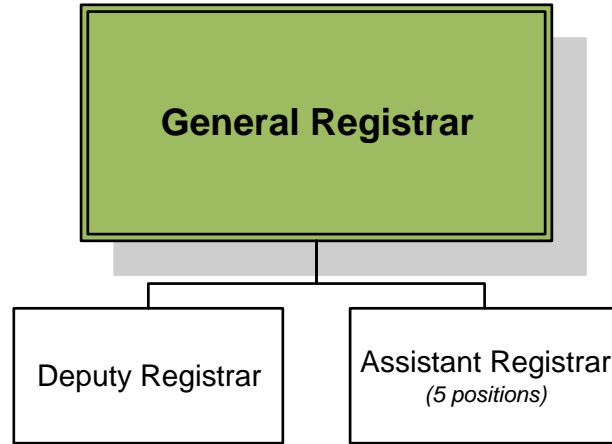 General Registrar
Deputy Registrar
Assistant Registrar
(5 positions)